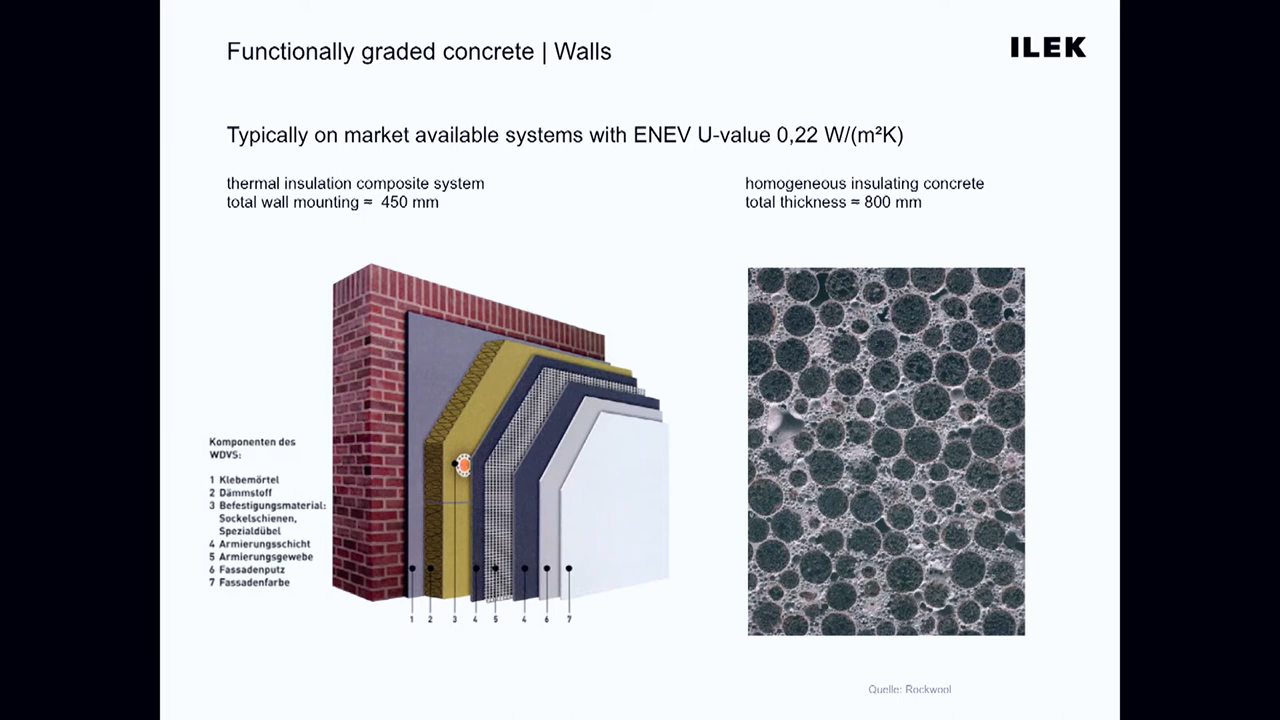 Functionally graded concrete | Walls
ILEK
Typically on market available systems with ENEV U-value 0,22 W/(m²K)
thermal insulation composite system
total wall mounting ≈ 450 mm
homogeneous insulating concrete
total thickness ≈ 800 mm
Komponenten des
WDVS:
1 Klebemörtel
2 Dämmstoff
3 Befestigungsmaterial:
Sockelschienen,
Spezialdübel
4 Armierungsschicht
5 Armierungsgewebe
6 Fassadenputz
7 Fassadenfarbe
1 2 3 4 5 4 6 7
Quelle: Rockwool